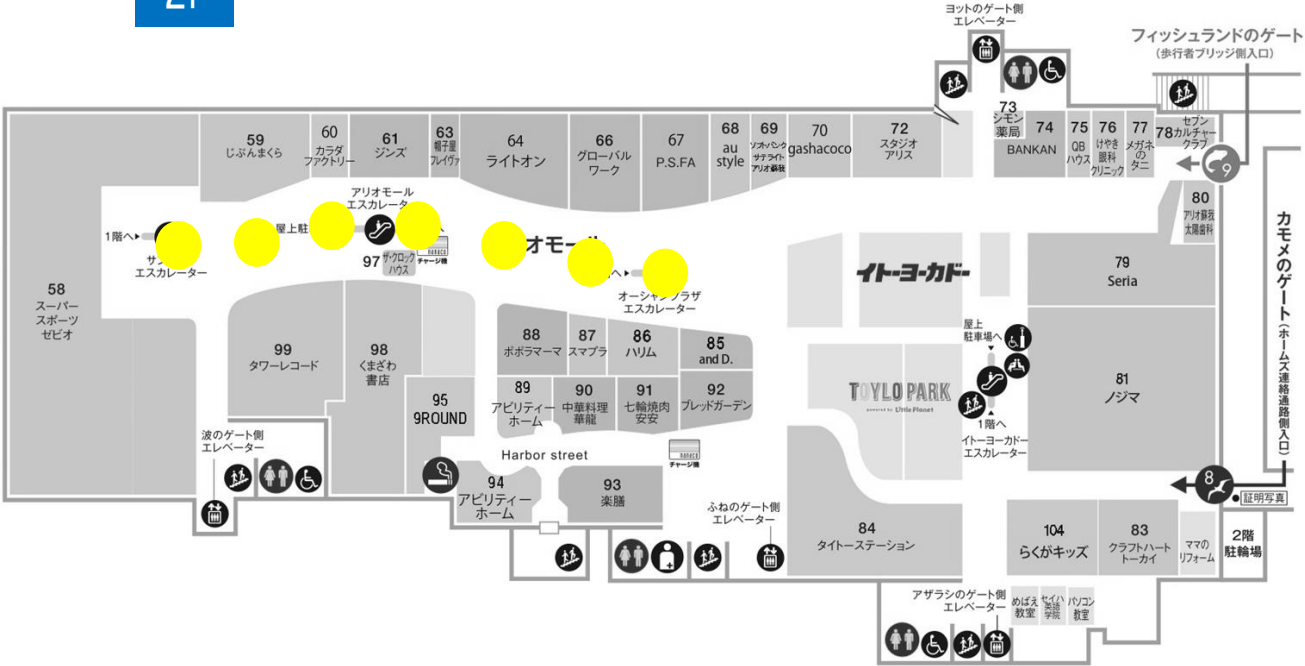 2F
ヨットのゲート側
エレベーター
フィッシュランドのゲート
(歩行者ブリッジ側入口)
59
じぶんまくら
60
カラダ
ファクトリー
61
ジンズ
63
帽子屋
フレイヴァ
64
ライトオン
66
グローバル
ワーク
67
P.S.FA
68
au
style
69
ソフトバンク
サテライト
アリオ蘇我
70
gashacoco
72
スタジオ
アリス
73
シモン
薬局
74
BANKAN
75
QB
ハウス
76
けやき
眼科
クリニック
77
メガネ
の
タニ
78
セブン
カルチャー
クラブ
9
80
アリオ蘇我
太陽歯科
カモメのゲート(ホームズ連絡通路側入口)
アリオモール
エスカレーター
1階へ
屋上駐
オモール
エスカレーター
97
ザ・クロック
ハウス
nanaco
チャージ機
オーシャンプラザ
エスカレーター
イトーヨーカドー
79
Seria
58
スーパー
スポーツ
ゼビオ
99
タワーレコード
98
くまざわ
書店
88
ポポラマーマ
87
スマプラ
86
ハリム
85
and D.
屋上
駐車場へ
95
9ROUND
89
アビリティー
ホーム
90
中華料理
華龍
91
七輪焼肉
安安
92
ブレッドガーデン
TOYLO PARK
powered by Little Planet
1階へ
イトーヨーカドー
エスカレーター
81
ノジマ
波のゲート側
エレベーター
Harbor street
nanaco
チャージ機
94
アビリティー
ホーム
93
楽膳
ふねのゲート側
エレベーター
84
タイトーステーション
8
証明写真
104
らくがキッズ
83
クラフトハート
トーカイ
ママの
リフォーム
2階
駐輪場
アザラシのゲート側
エレベーター
めばえ
教室
セイハ
英語
学院
パソコン
教室